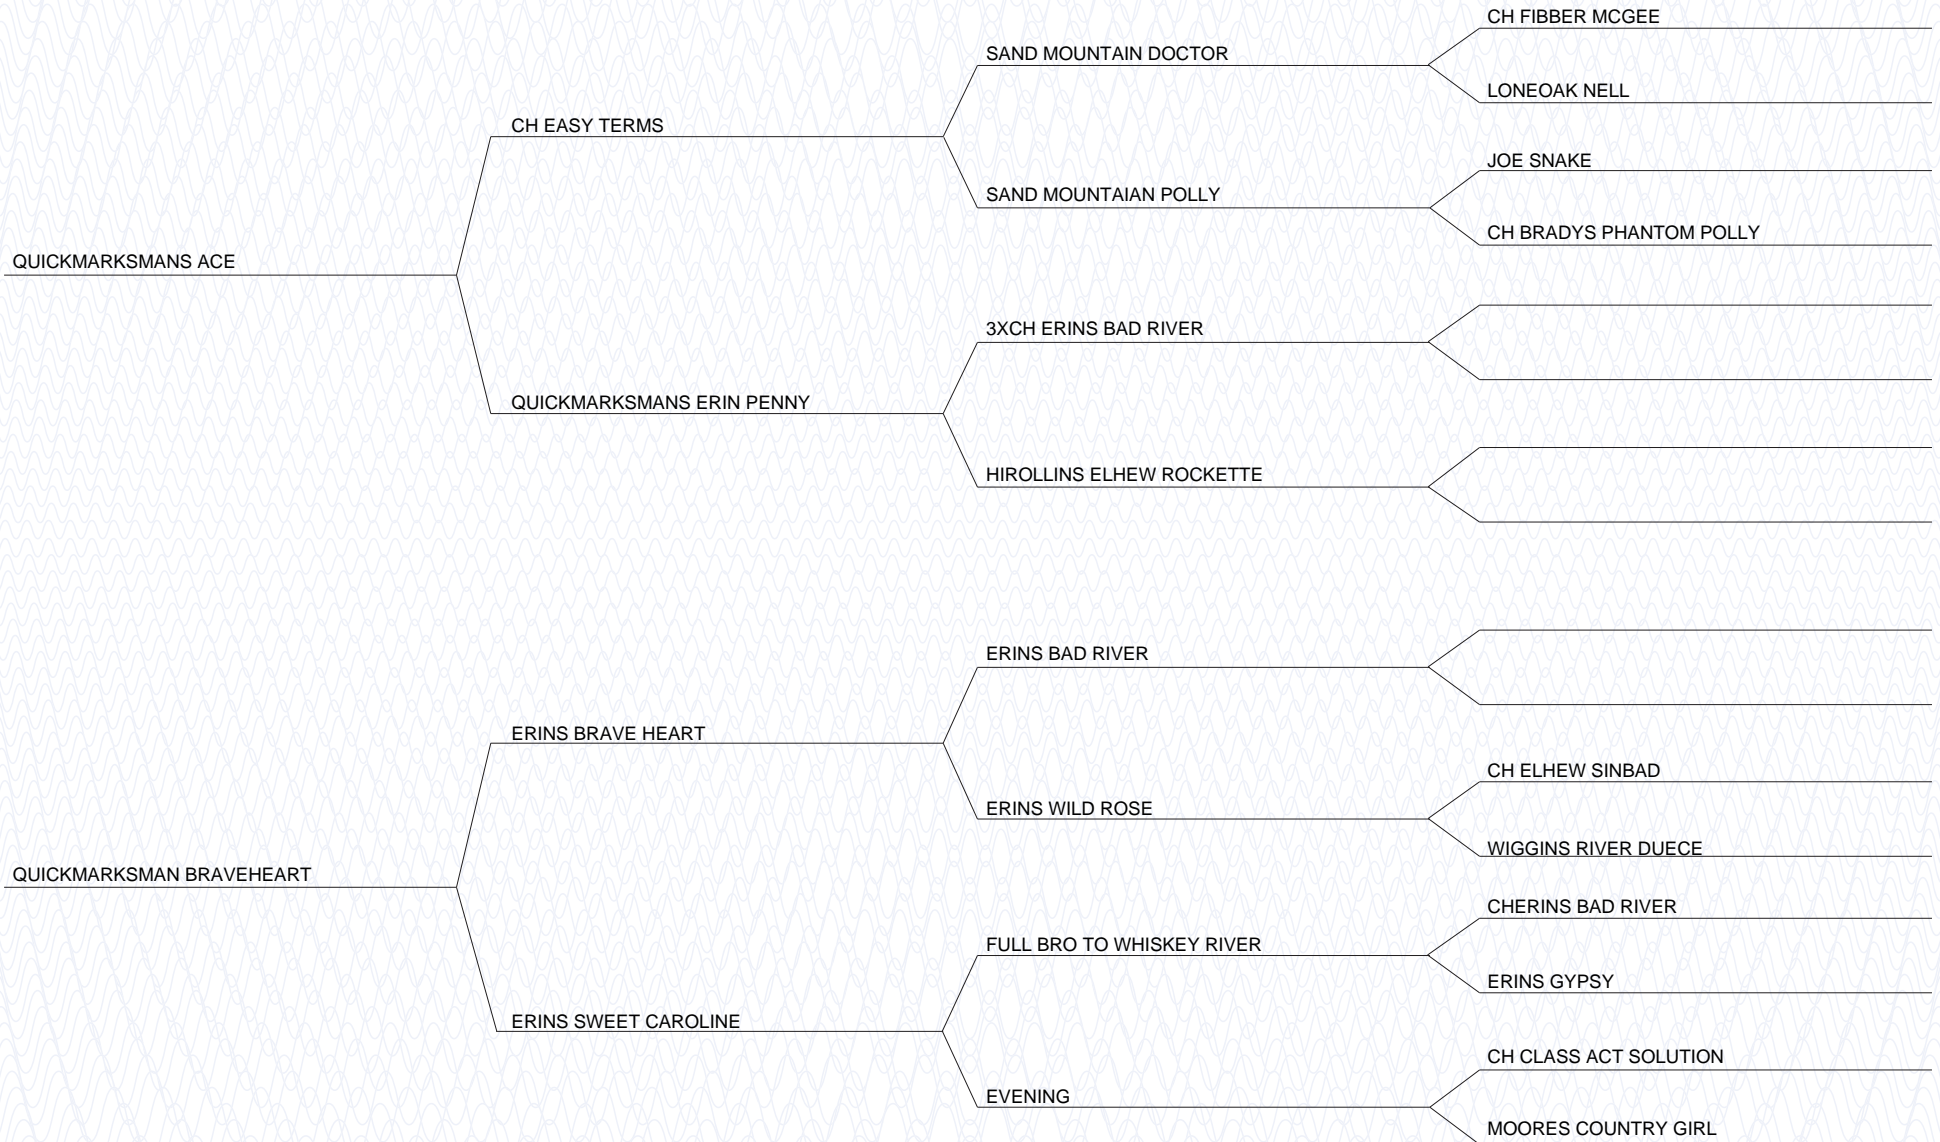 CH FIBBER MCGEE
SAND MOUNTAIN DOCTOR
LONEOAK NELL
CH EASY TERMS
JOE SNAKE
SAND MOUNTAIAN POLLY
CH BRADYS PHANTOM POLLY
QUICKMARKSMANS ACE
3XCH ERINS BAD RIVER
QUICKMARKSMANS ERIN PENNY
HIROLLINS ELHEW ROCKETTE
ERINS BAD RIVER
ERINS BRAVE HEART
CH ELHEW SINBAD
ERINS WILD ROSE
WIGGINS RIVER DUECE
QUICKMARKSMAN BRAVEHEART
CHERINS BAD RIVER
FULL BRO TO WHISKEY RIVER
ERINS GYPSY
ERINS SWEET CAROLINE
CH CLASS ACT SOLUTION
EVENING
MOORES COUNTRY GIRL